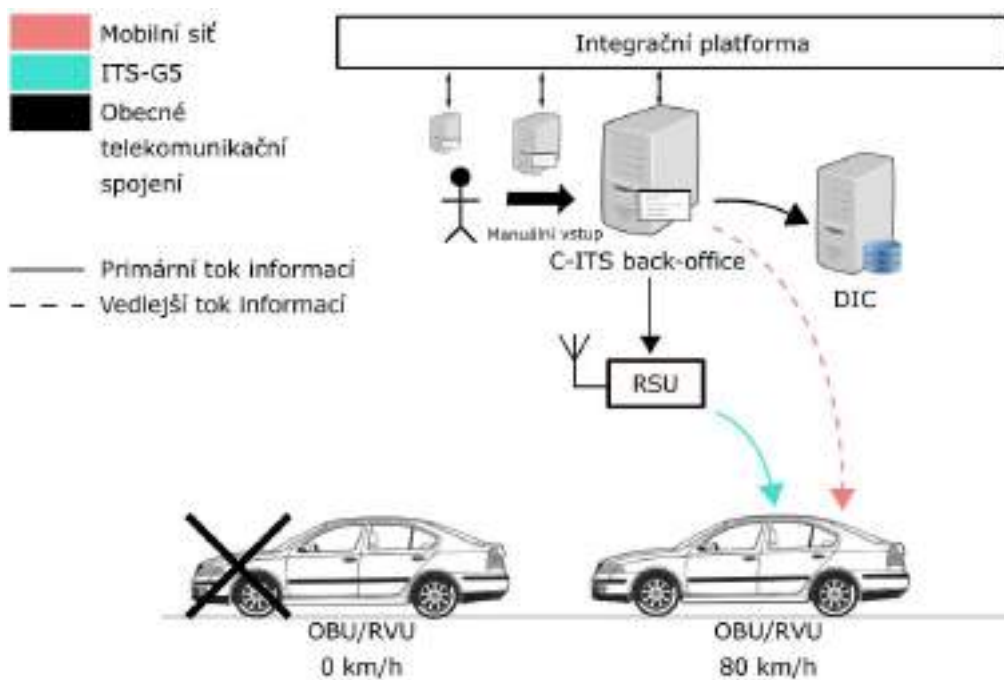 Mobilní síť
ITS-G5
Obecné
telekomunikační
spojení
Primární tok informací
Vedlejší tok informací
Integrační platforma
Manuální vstup
C-ITS back-office
DIC
RSU
OBU/RVU
0 km/h
OBU/RVU
80 km/h